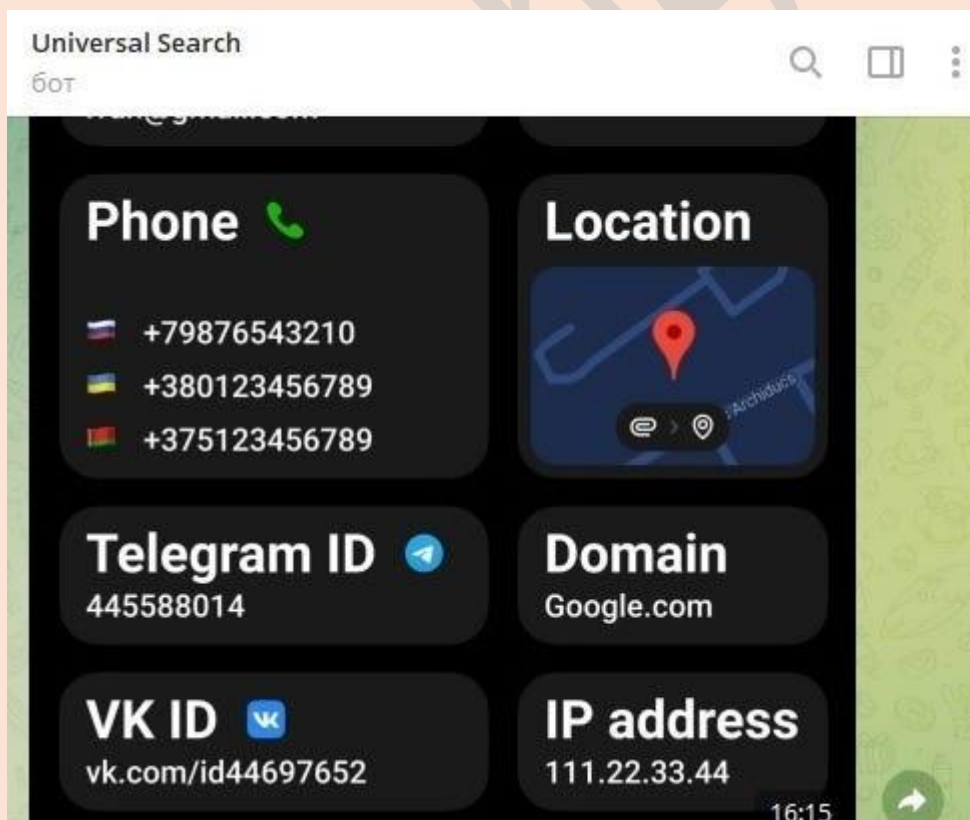 Universal Search
бот
Phone
+79876543210
+380123456789
+375123456789
Location
Archiducs
Telegram ID
445588014
Domain
Google.com
VK ID
vk.com/id44697652
IP address
111.22.33.44
16:15